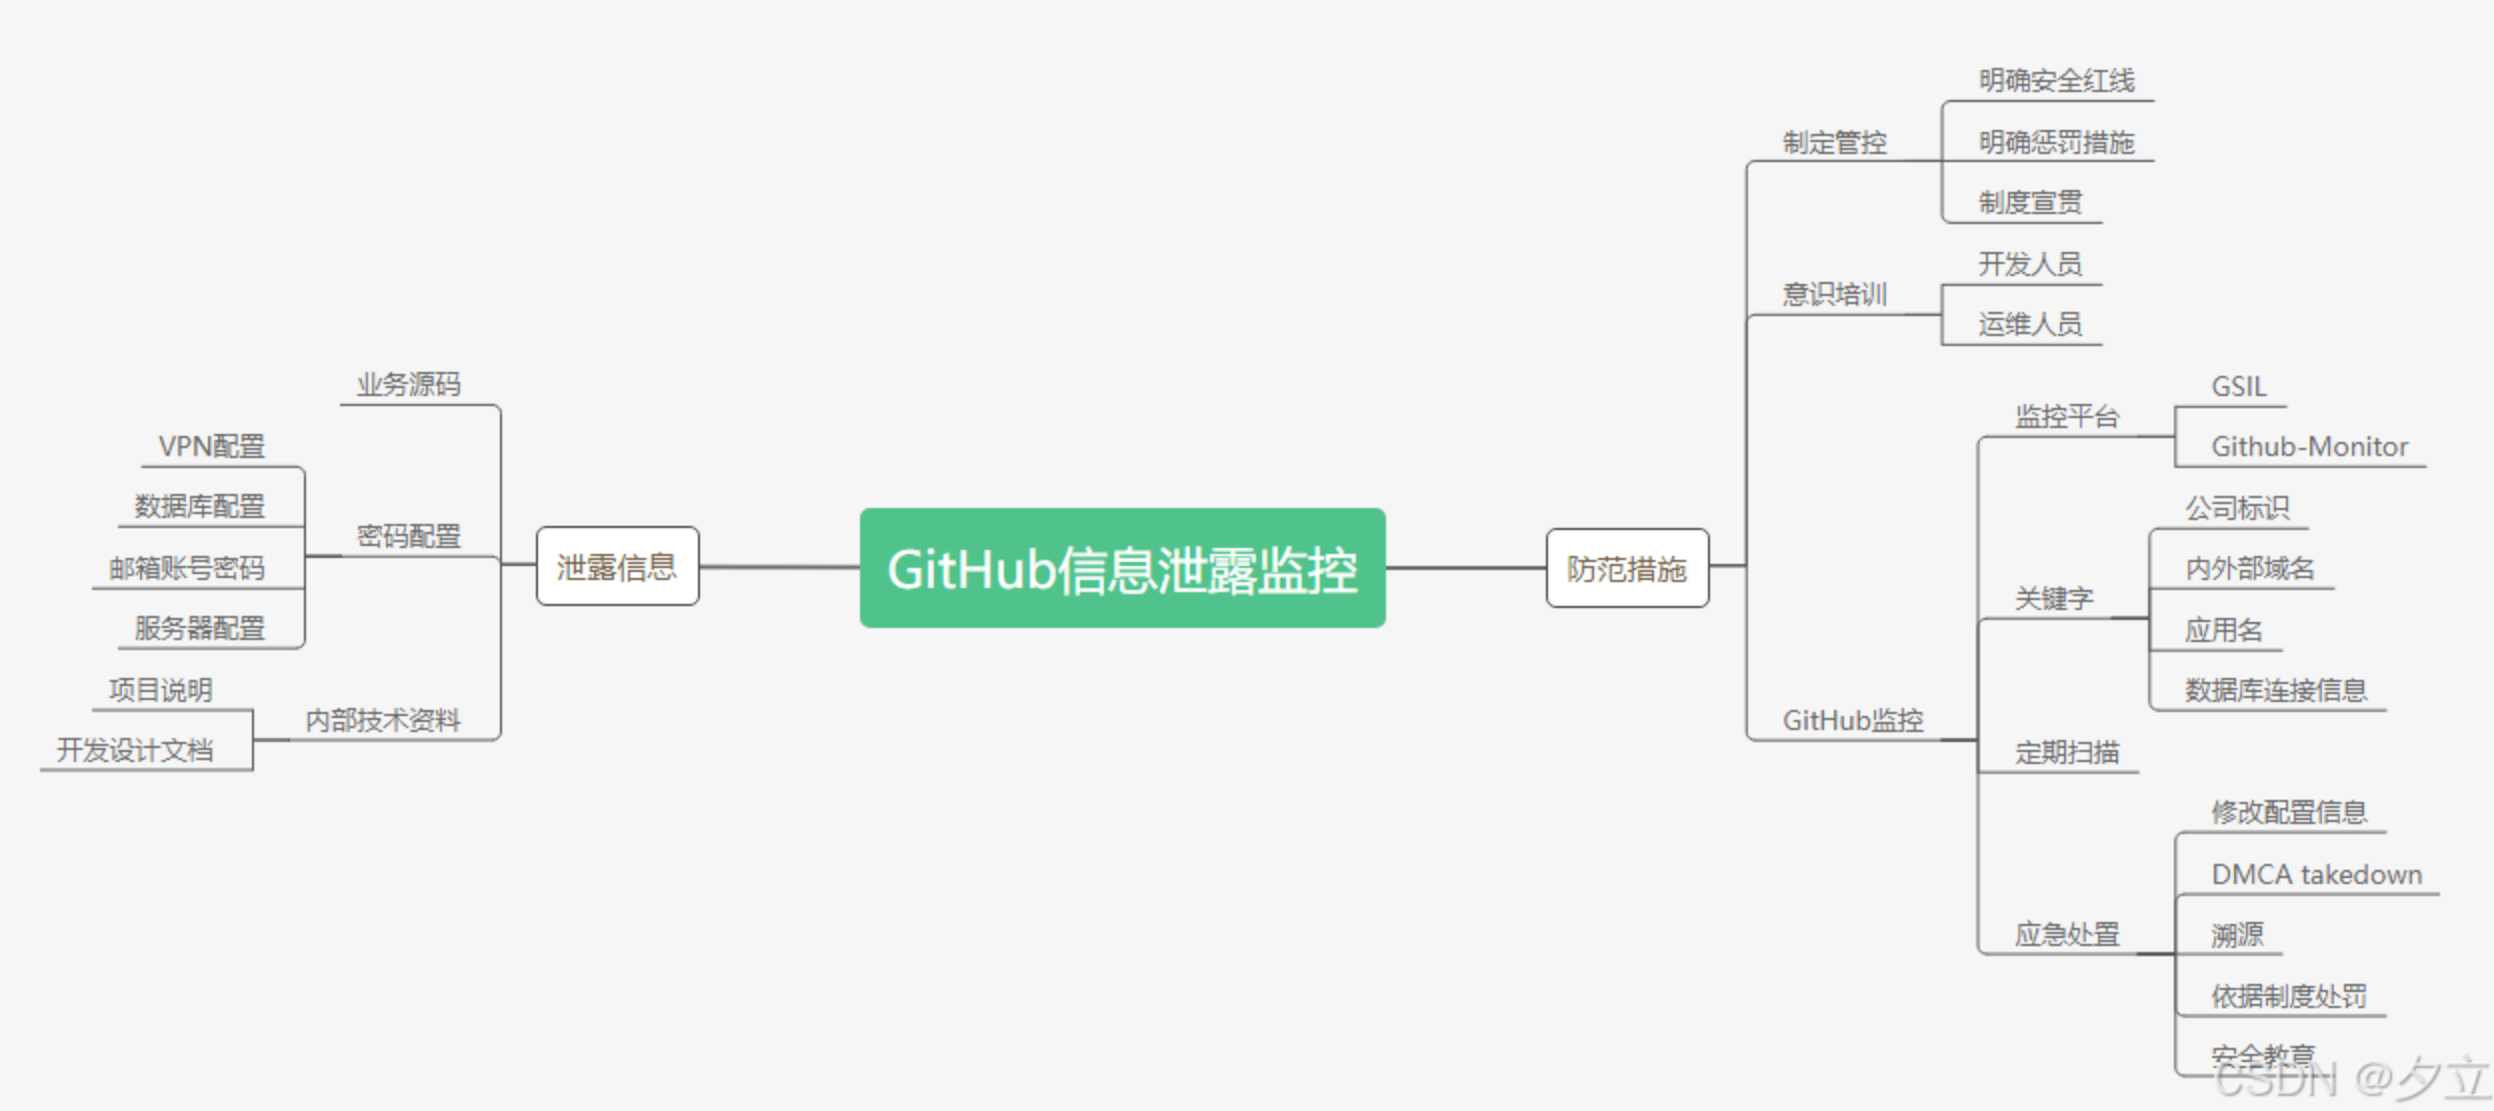 GitHub信息泄露监控
泄露信息
业务源码
密码配置
VPN配置
数据库配置
邮箱账号密码
服务器配置
内部技术资料
项目说明
开发设计文档
防范措施
制定管控
明确安全红线
明确惩罚措施
制度宣贯
意识培训
开发人员
运维人员
GitHub监控
监控平台
GSIL
Github-Monitor
关键字
公司标识
内外部域名
应用名
数据库连接信息
定期扫描
应急处置
修改配置信息
DMCA takedown
溯源
依据制度处罚
安全教育
CSDN @夕立